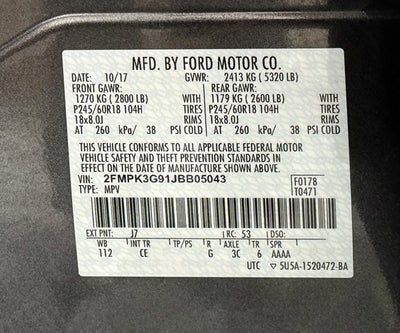 MFD. BY FORD MOTOR CO.
DATE: 10/17 GVWR: 2413 KG ( 5320 LB)
FRONT GAWR: REAR GAWR:
1270 KG ( 2800 LB) WITH 1179 KG ( 2600 LB) WITH
P245/60R18 104H TIRES P245/60R18 104H TIRES
18x8.0J RIMS 18x8.0J RIMS
AT 260 kPa/ 38 PSI COLD AT 260 kPa/ 38 PSI COLD
THIS VEHICLE CONFORMS TO ALL APPLICABLE FEDERAL MOTOR
VEHICLE SAFETY AND THEFT PREVENTION STANDARDS IN
EFFECT ON THE DATE OF MANUFACTURE SHOWN ABOVE.
VIN: 2FMPK3G91JBB05043 F0178
TYPE: MPV T0471
EXT PNT: J7 RC: 53 DSO:
WB INT TR TP/PS R AXLE TR SPR
112 CE G 3C 6 AAAA
UTC ▽ 5U5A-1520472-BA